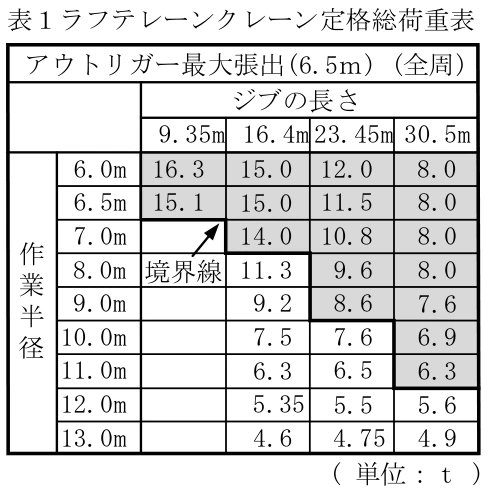 表１ラフテレーンクレーン定格総荷重表
アウトリガー最大張出(6.5m) (全周)
ジブの長さ
9.35m 16.4m 23.45m 30.5m
作業半径
6.0m 16.3 15.0 12.0 8.0
6.5m 15.1 15.0 11.5 8.0
7.0m 14.0 10.8 8.0
8.0m 境界線 11.3 9.6 8.0
9.0m 9.2 8.6 7.6
10.0m 7.5 7.6 6.9
11.0m 6.3 6.5 6.3
12.0m 5.35 5.5 5.6
13.0m 4.6 4.75 4.9
( 単位 : t )